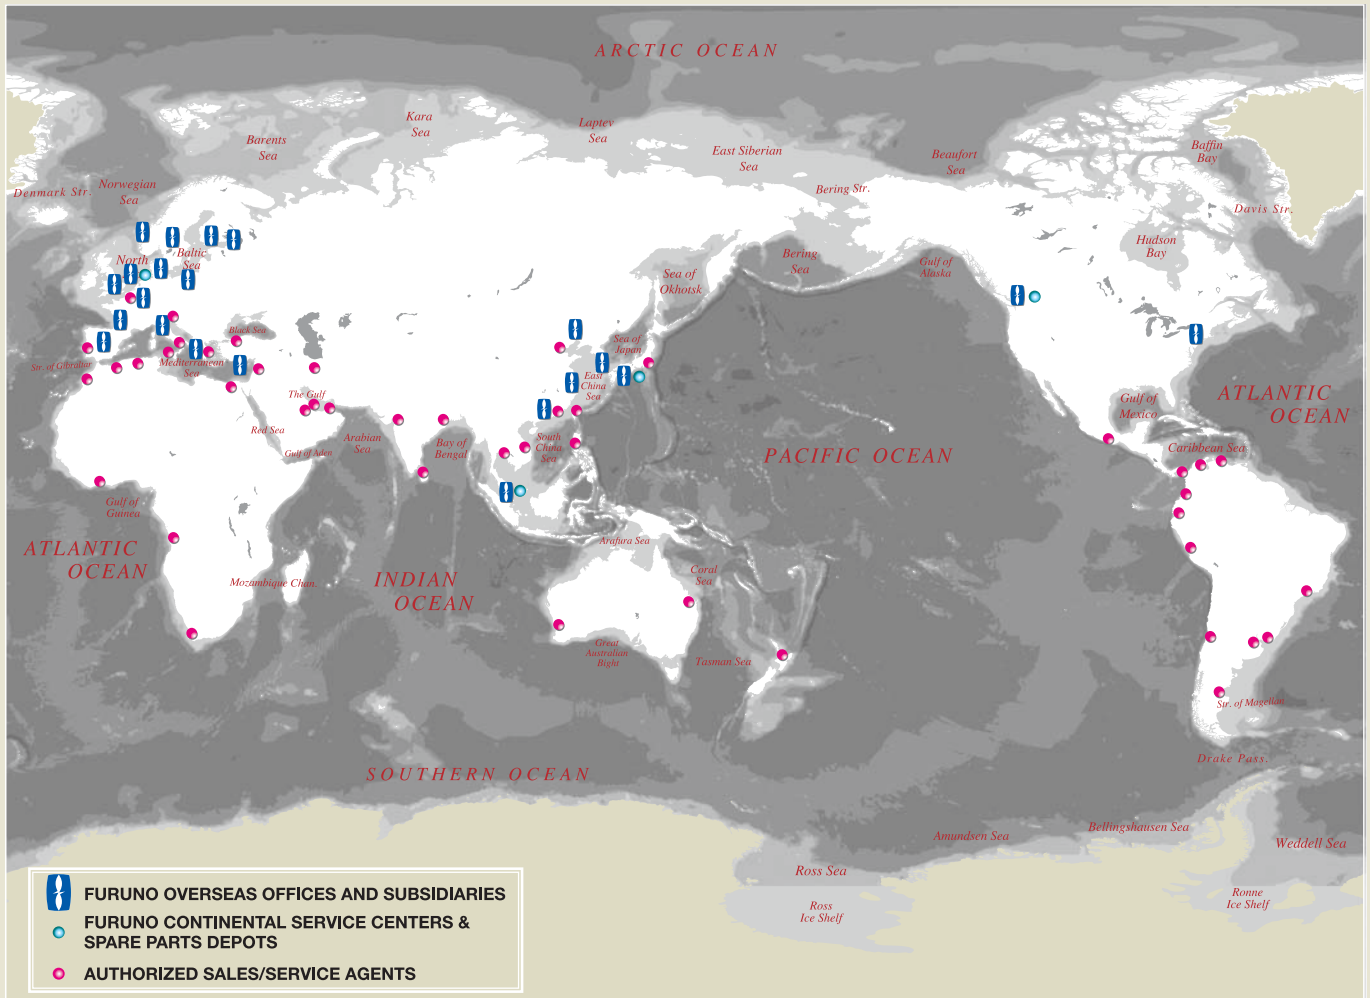 ARCTIC OCEAN
Kara
Sea
Laptev
Sea
Barents
Sea
East Siberian
Sea
Beaufort
Sea
Baffin
Bay
Denmark Str.
Norwegian
Sea
Bering Str.
Davis Str.
North
Baltic
Sea
Bering
Sea
Sea of
Okhotsk
Gulf of
Alaska
Hudson
Bay
Black Sea
Sea of
Japan
Str. of Gibraltar
Mediterranean
Sea
East
China
Sea
The Gulf
Gulf of
Mexico
ATLANTIC
OCEAN
Red Sea
Arabian
Sea
Gulf of Aden
Bay of
Bengal
South
China
Sea
PACIFIC OCEAN
Caribbean Sea
Gulf of
Guinea
ATLANTIC
OCEAN
Arafura Sea
Mozambique Chan.
INDIAN
OCEAN
Coral
Sea
Great
Australian
Bight
Tasman Sea
Str. of Magellan
Drake Pass.
SOUTHERN OCEAN
Amundsen Sea
Bellingshausen Sea
Weddell Sea
Ross Sea
Ross
Ice Shelf
Ronne
Ice Shelf
FURUNO OVERSEAS OFFICES AND SUBSIDIARIES
FURUNO CONTINENTAL SERVICE CENTERS &
SPARE PARTS DEPOTS
AUTHORIZED SALES/SERVICE AGENTS